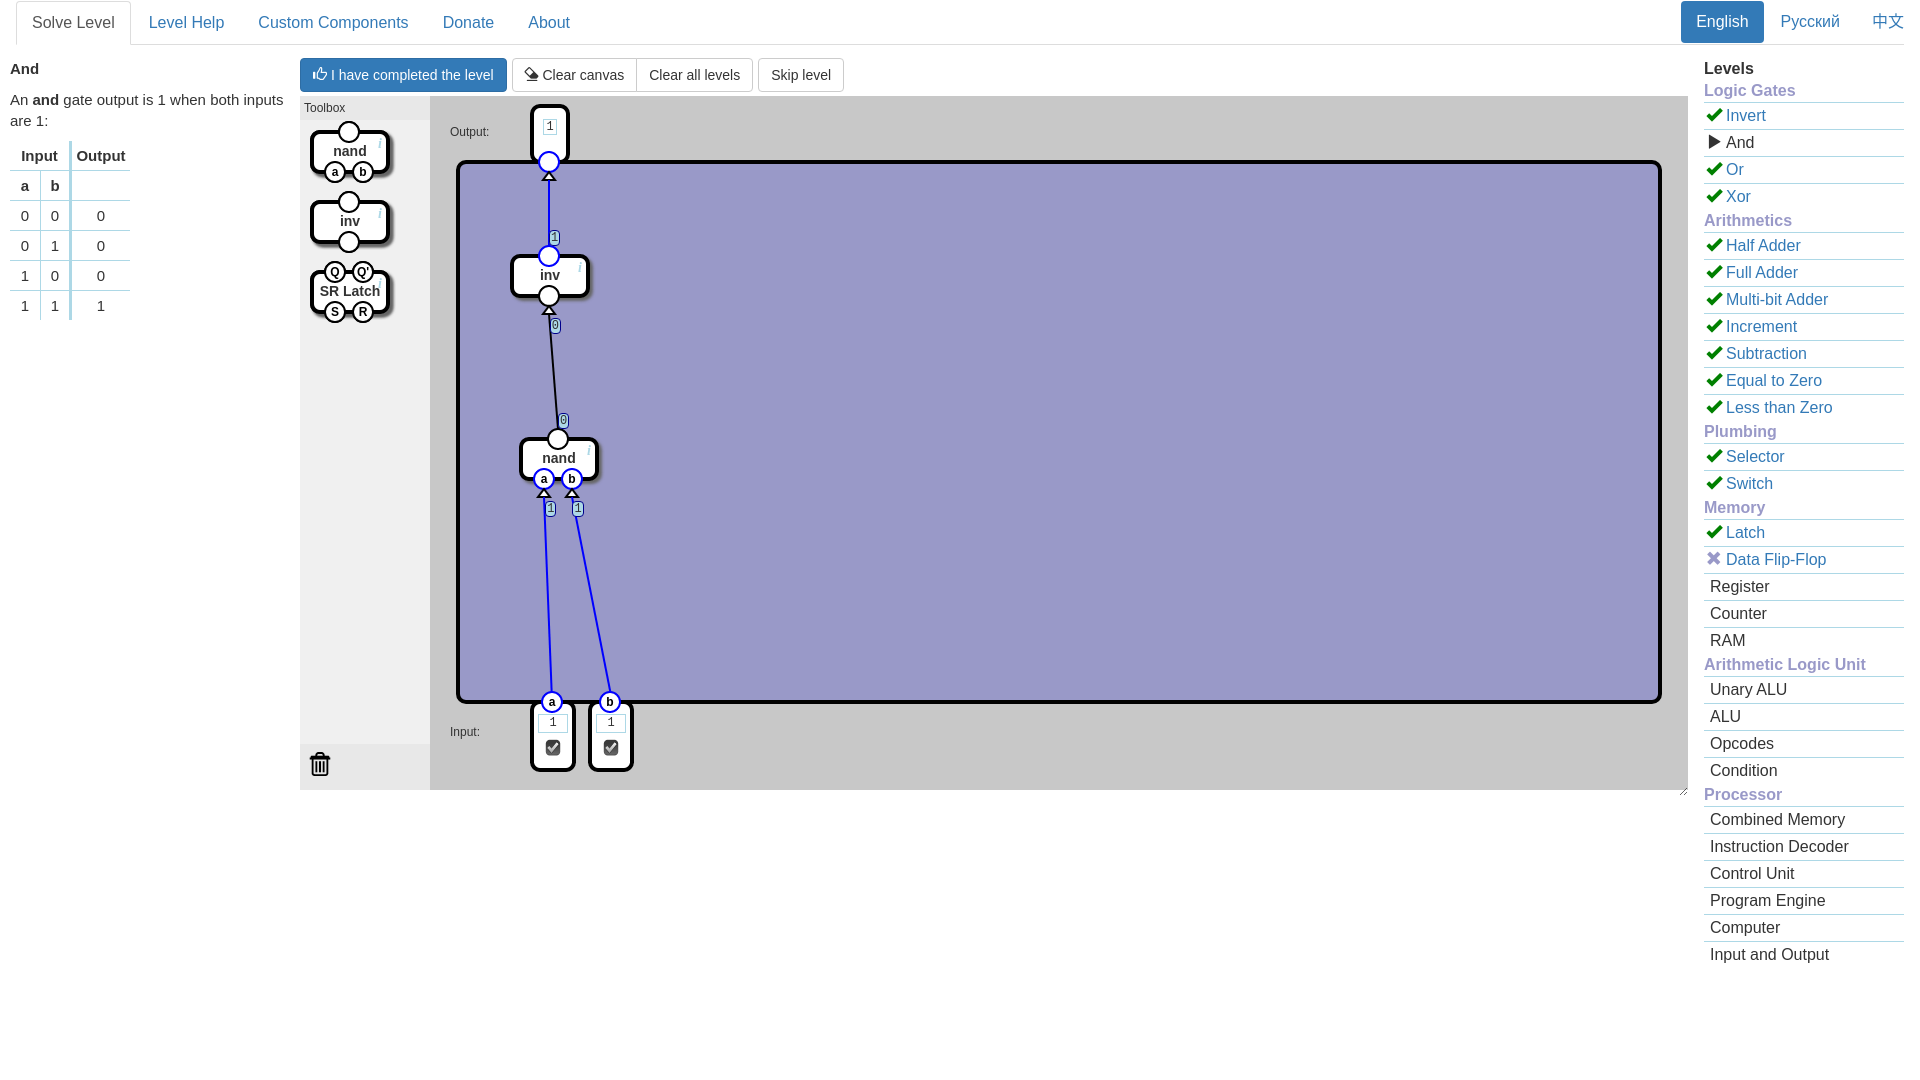 Solve Level Level Help Custom Components Donate About English Русский 中文
And
An and gate output is 1 when both inputs
are 1:
Input Output
a b
0 0 0
0 1 0
1 0 0
1 1 1
I have completed the level Clear canvas Clear all levels Skip level
Toolbox
nand
a b
i
inv
i
Q Q'
SR Latch
S R
i
Output:
1
1
inv
i
0
0
nand
i
a b
1 1
a b
Input:
1 1
Levels
Logic Gates
Invert
And
Or
Xor
Arithmetics
Half Adder
Full Adder
Multi-bit Adder
Increment
Subtraction
Equal to Zero
Less than Zero
Plumbing
Selector
Switch
Memory
Latch
Data Flip-Flop
Register
Counter
RAM
Arithmetic Logic Unit
Unary ALU
ALU
Opcodes
Condition
Processor
Combined Memory
Instruction Decoder
Control Unit
Program Engine
Computer
Input and Output